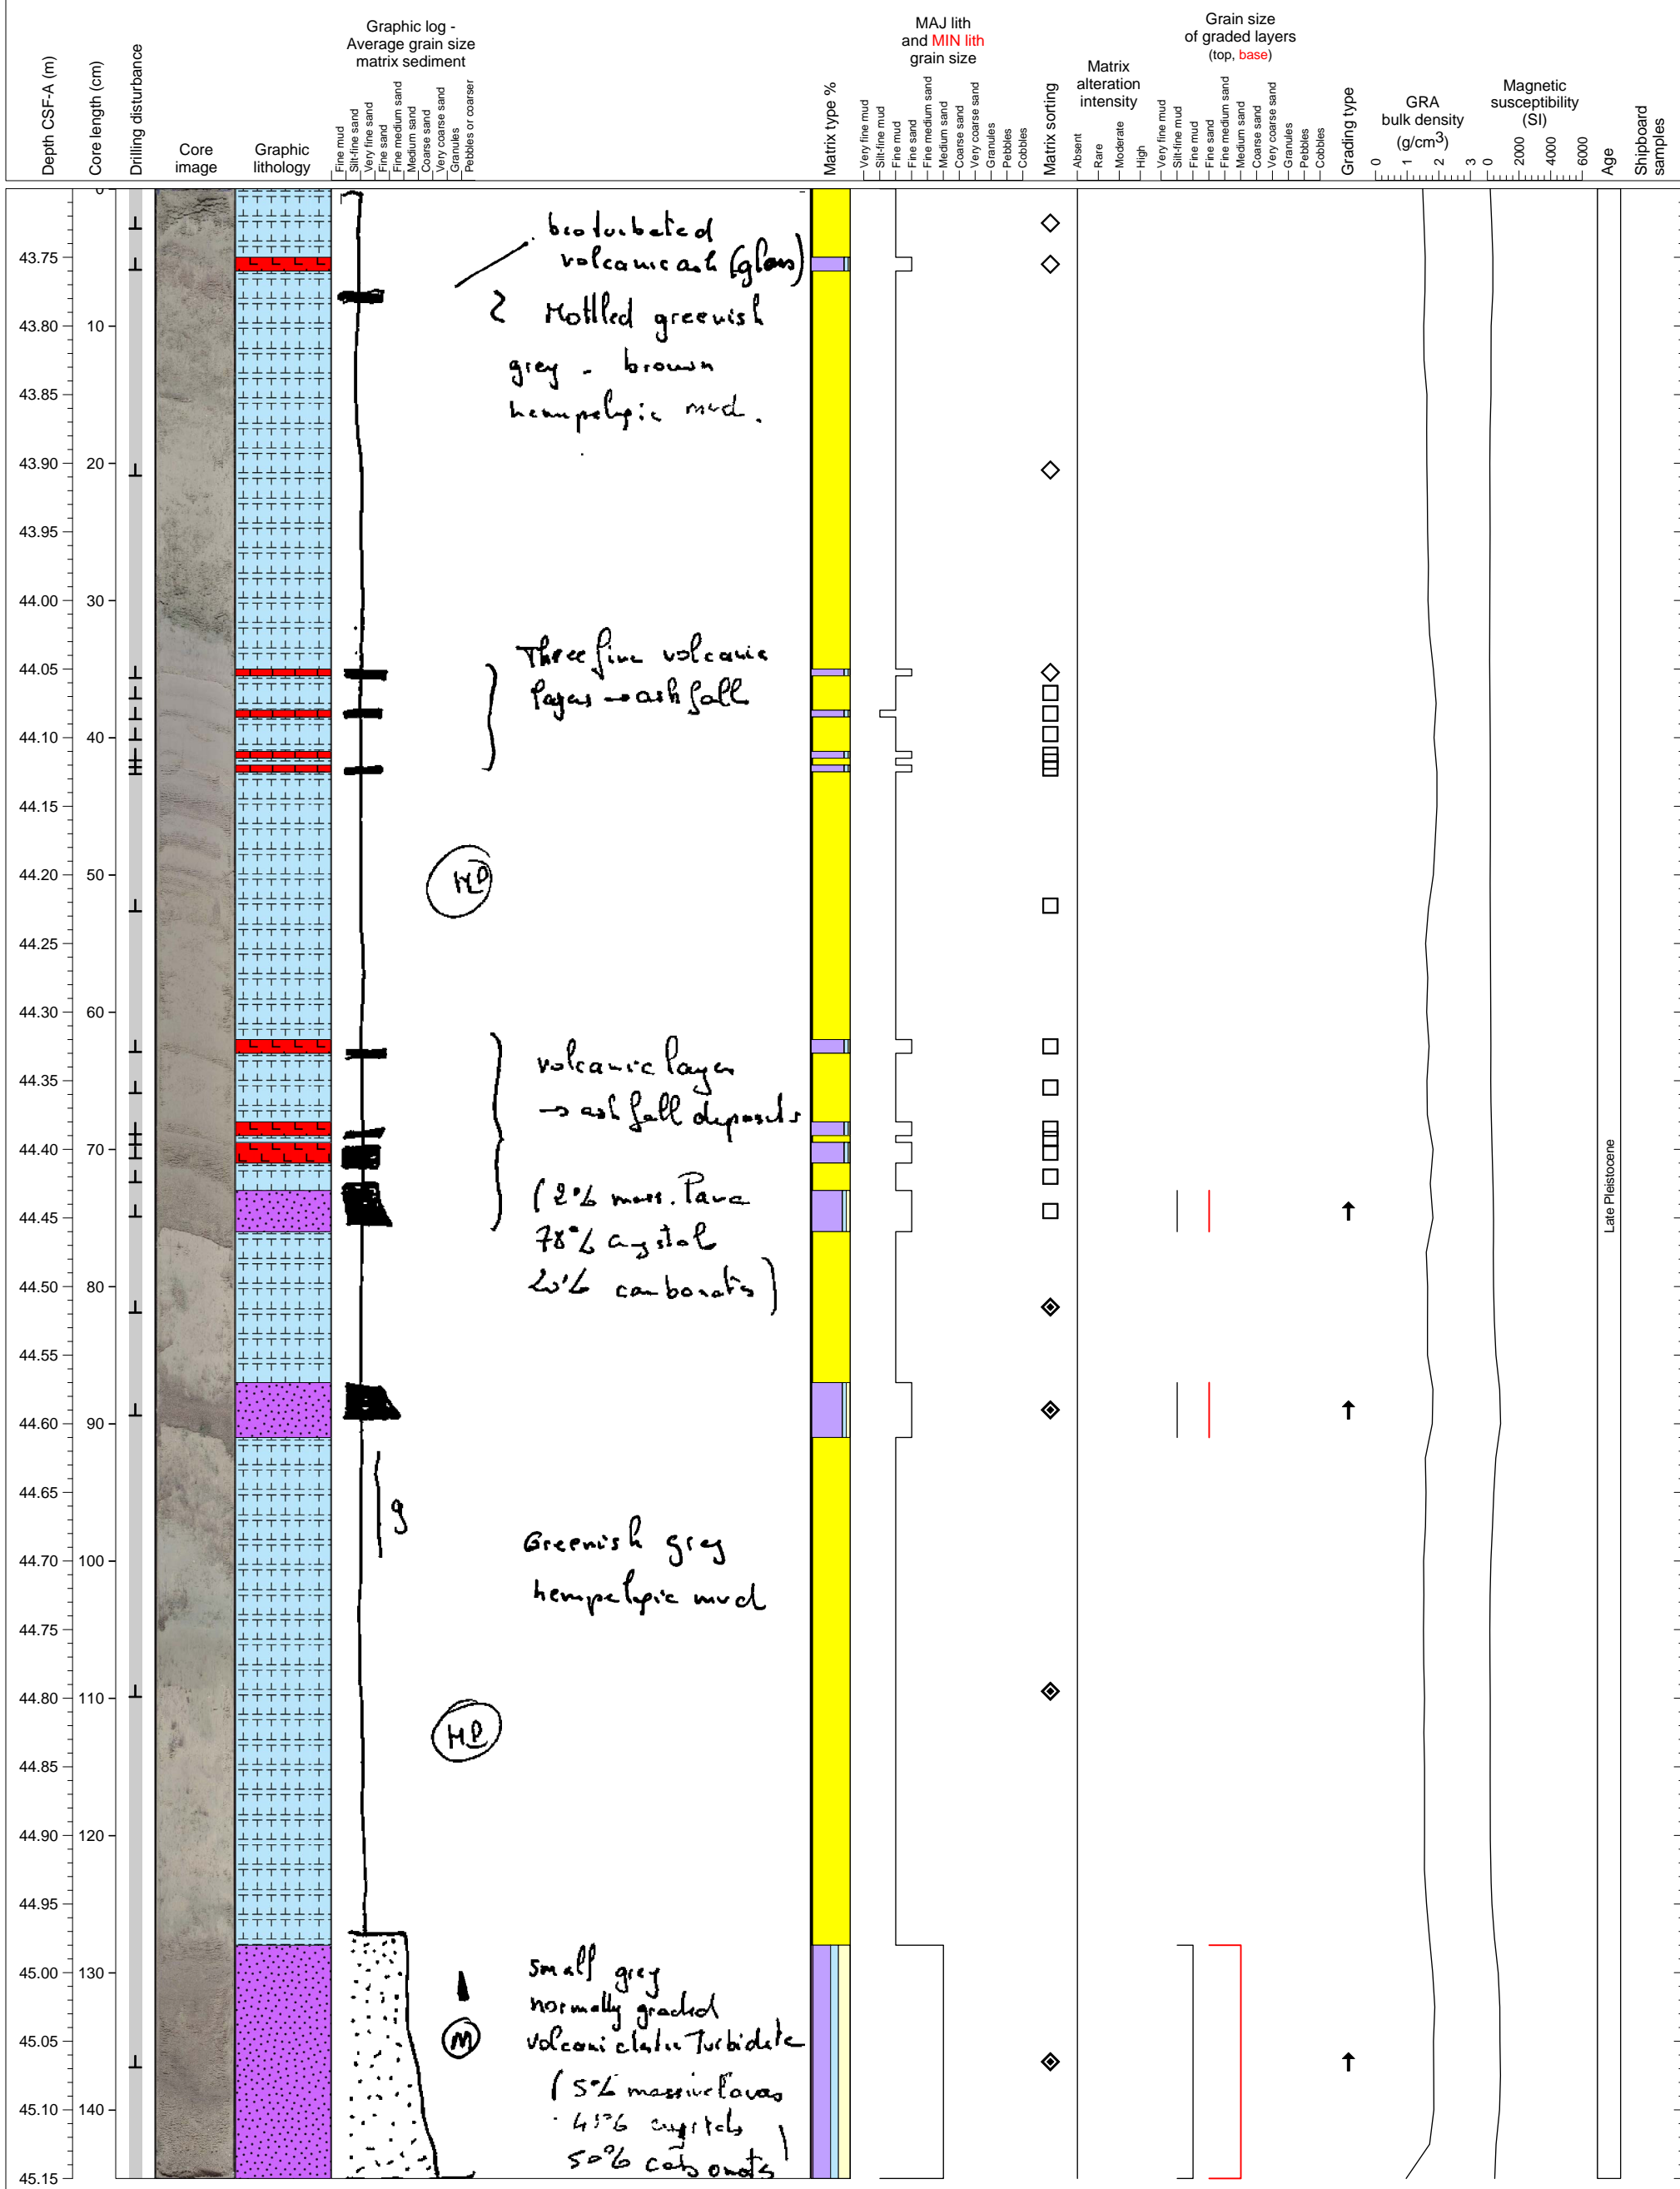 Depth CSF-A (m)
Core length (cm)
Drilling disturbance
Core
image
Graphic
lithology
Graphic log -
Average grain size
matrix sediment
Fine mud
Silt-fine sand
Very fine sand
Fine sand
Fine medium sand
Medium sand
Coarse sand
Very coarse sand
Granules
Pebbles or coarser
Matrix type %
MAJ lith
and MIN lith
grain size
Very fine mud
Silt-fine mud
Fine mud
Fine sand
Fine medium sand
Medium sand
Coarse sand
Very coarse sand
Granules
Pebbles
Cobbles
Matrix sorting
Matrix
alteration
intensity
Absent
Rare
Moderate
High
Grain size
of graded layers
(top, base)
Very fine mud
Silt-fine mud
Fine mud
Fine sand
Fine medium sand
Medium sand
Coarse sand
Very coarse sand
Granules
Pebbles
Cobbles
Grading type
GRA
bulk density
(g/cm3)
0 1 2 3
Magnetic
susceptibility
(SI)
0 2000 4000 6000
Age
Shipboard
samples
0
43.75
43.80 10
43.85
43.90 20
43.95
44.00 30
44.05
44.10 40
44.15
44.20 50
44.25
44.30 60
44.35
44.40 70
44.45
44.50 80
44.55
44.60 90
44.65
44.70 100
44.75
44.80 110
44.85
44.90 120
44.95
45.00 130
45.05
45.10 140
45.15
bioturbated
volcanic ash (glass)
Mottled greenish
grey - brown
hemipelagic mud.
Three fine volcanic
layers → ash fall
HP
volcanic layers
→ ash fall deposits
(2% mass. lava
78% crystal
20% carbonates)
g
Greenish grey
hemipelagic mud
HP
small grey
normally graded
M
volcaniclastic Turbidite
(5% massive lavas
45% crystals
50% carbonates)
Late Pleistocene